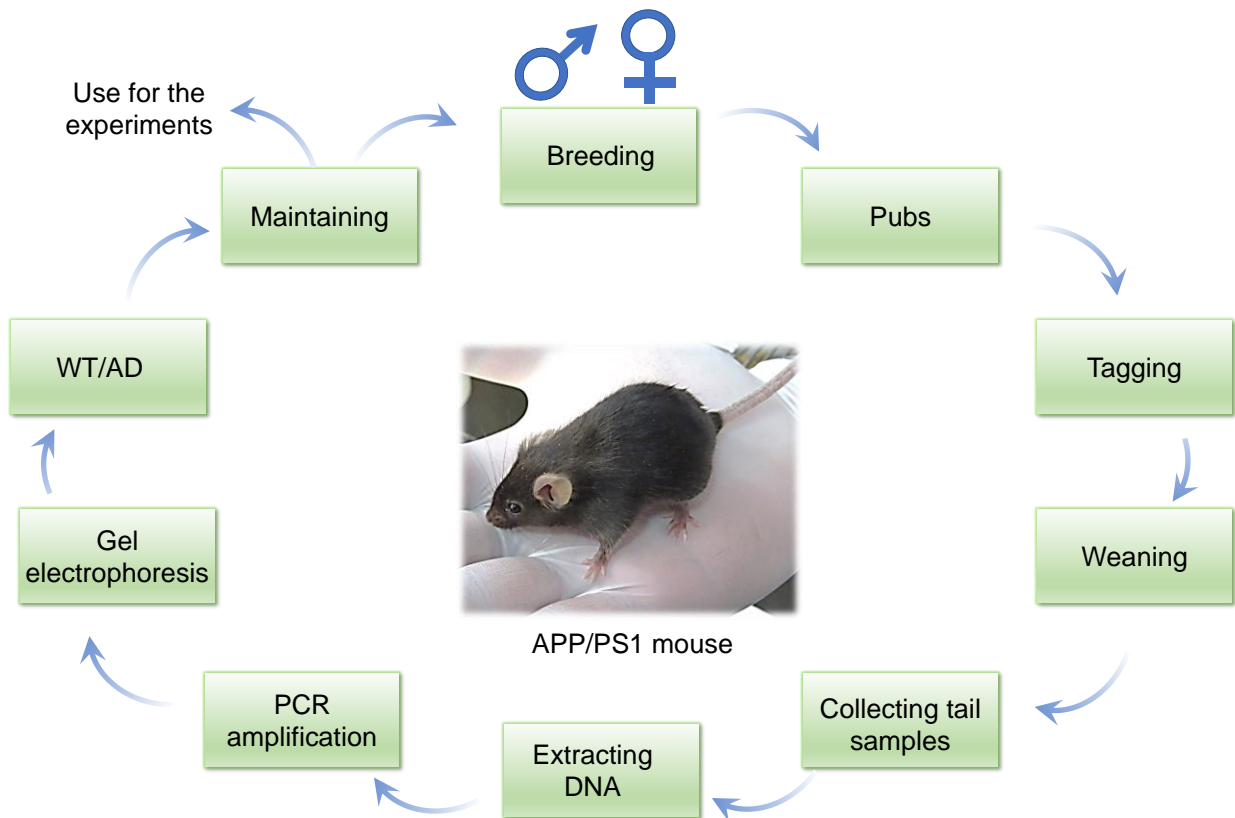 Use for the
experiments
Breeding
Maintaining
Pubs
WT/AD
Tagging
Gel
electrophoresis
Weaning
APP/PS1 mouse
PCR
amplification
Collecting tail
samples
Extracting
DNA